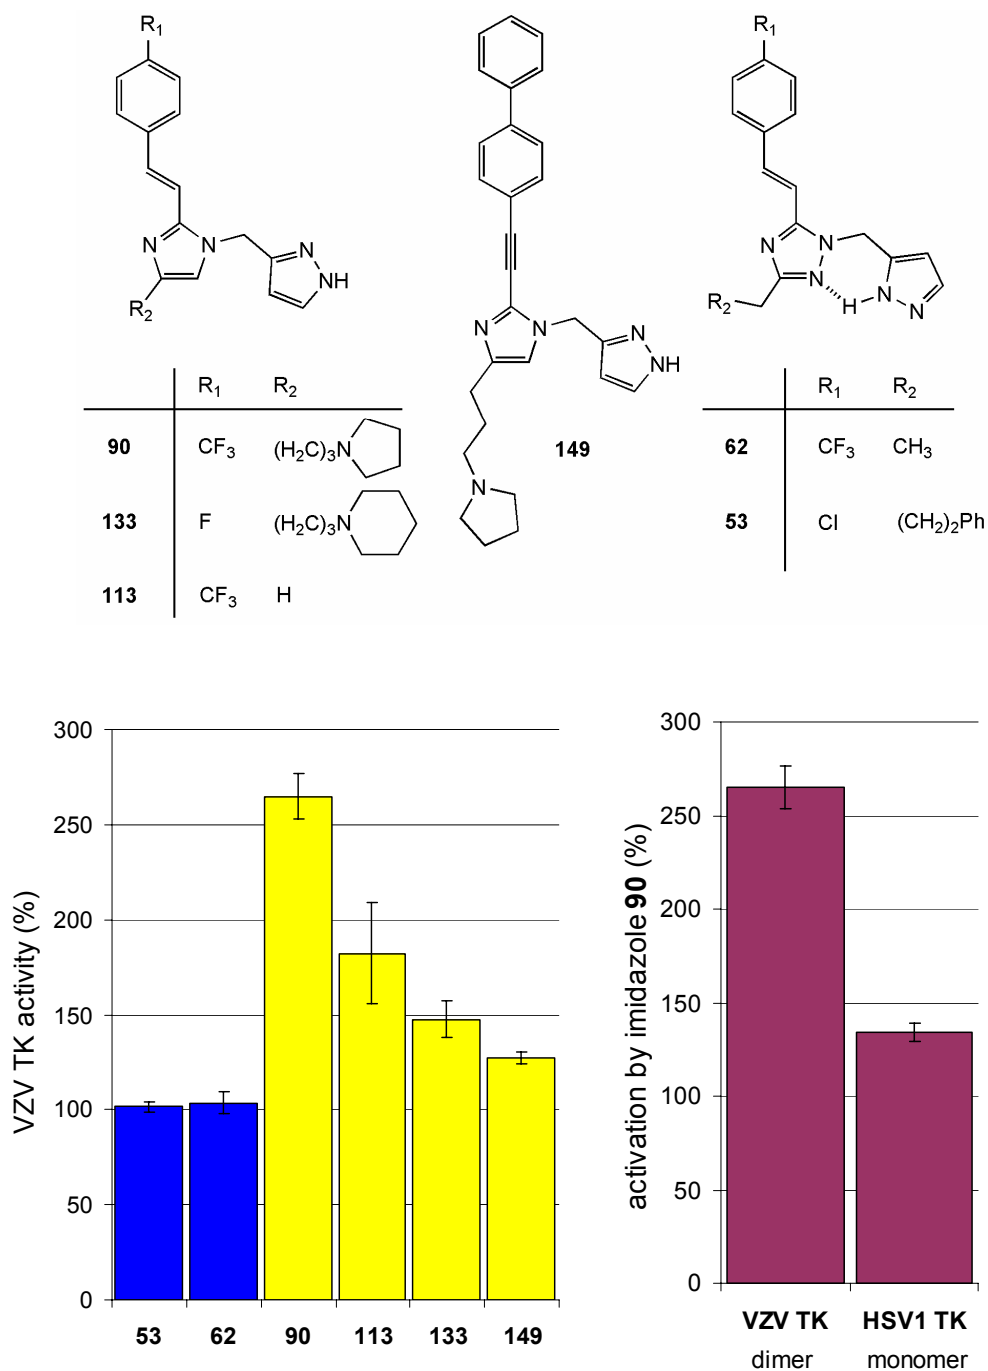 R₁
R₁
N
N
N
NH
R₂
N
N
N
NH
N
N
N
H
N
N
R₂
R₁ R₂
90 CF₃ (H₂C)₃N
133 F (H₂C)₃N
113 CF₃ H
N
149
R₁ R₂
62 CF₃ CH₃
53 Cl (CH₂)₂Ph
VZV TK activity (%)
300
250
200
150
100
50
0
53 62 90 113 133 149
activation by imidazole 90 (%)
300
250
200
150
100
50
0
VZV TK HSV1 TK
dimer monomer